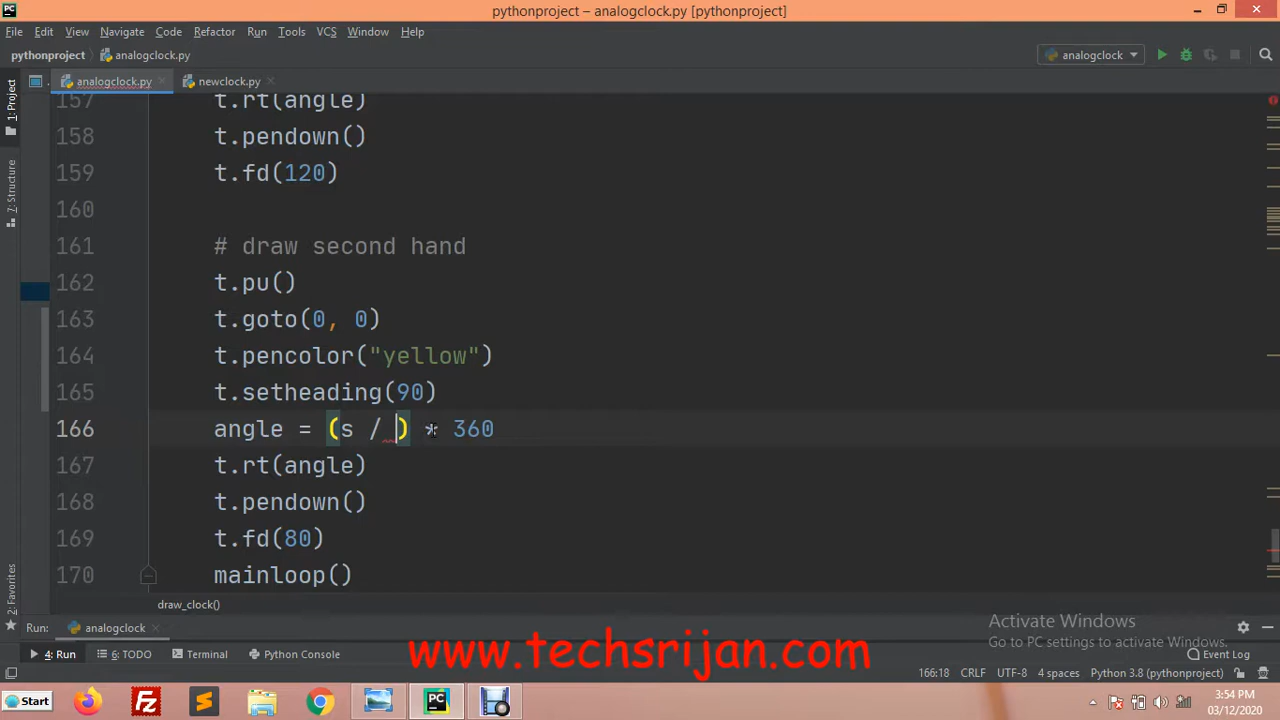 pythonproject – analogclock.py [pythonproject]
File Edit View Navigate Code Refactor Run Tools VCS Window Help
pythonproject analogclock.py analogclock
analogclock.py newclock.py
1: Project
7: Structure
2: Favorites
157 t.rt(angle)
158 t.pendown()
159 t.fd(120)
160
161 # draw second hand
162 t.pu()
163 t.goto(0, 0)
164 t.pencolor("yellow")
165 t.setheading(90)
166 angle = (s / ) * 360
167 t.rt(angle)
168 t.pendown()
169 t.fd(80)
170 mainloop()
draw_clock()
Activate Windows
Go to PC settings to activate Windows.
Run: analogclock
4: Run 6: TODO Terminal Python Console Event Log
www.techsrijan.com
166:18 CRLF UTF-8 4 spaces Python 3.8 (pythonproject)
Start
3:54 PM
03/12/2020